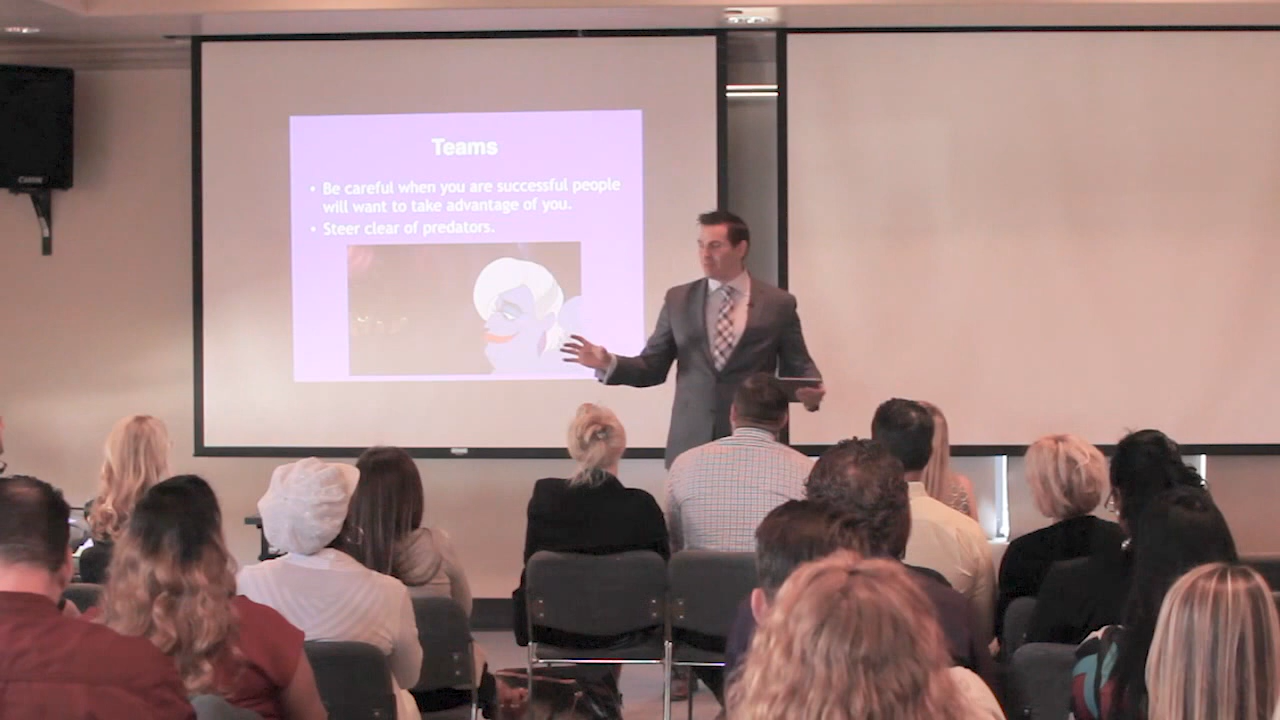 Teams
• Be careful when you are successful people
will want to take advantage of you.
• Steer clear of predators.